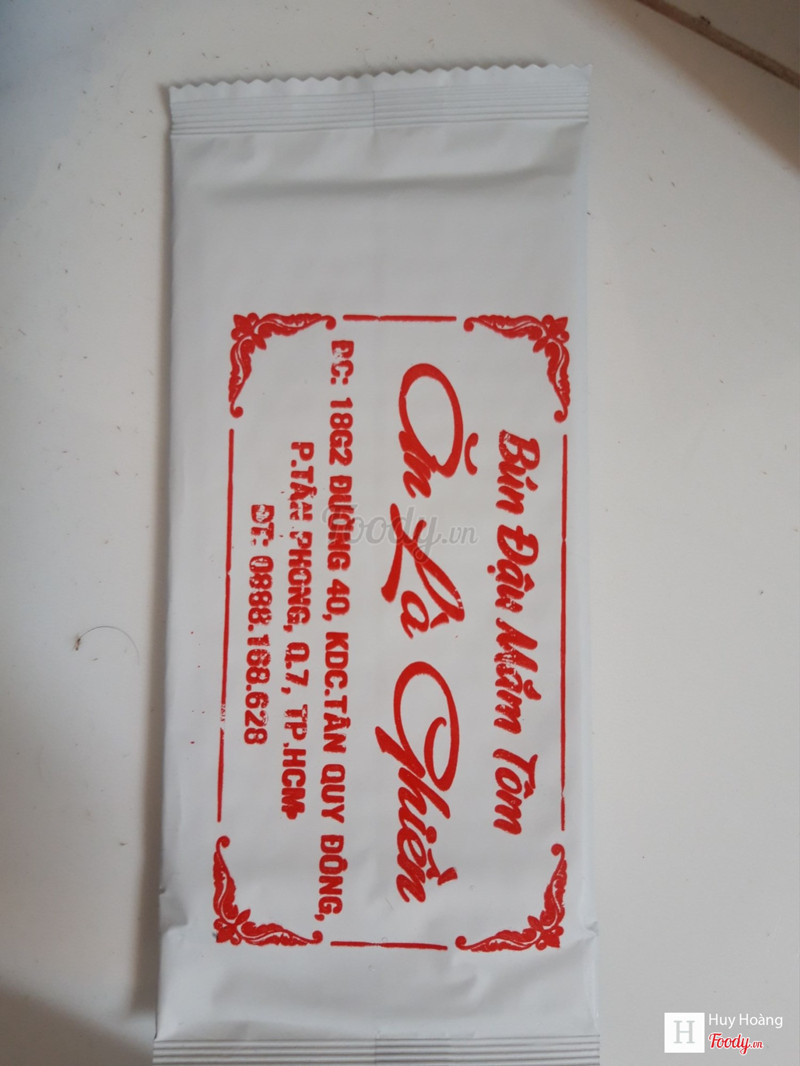 Bún Đậu Mắm Tôm
Ăn Là Ghiền
ĐC: 18G2 ĐƯỜNG 40, KDC.TÂN QUY ĐÔNG,
P.TÂN PHONG, Q.7, TP.HCM
ĐT: 0888.168.628
Foody.vn
H Huy Hoàng
Foody.vn